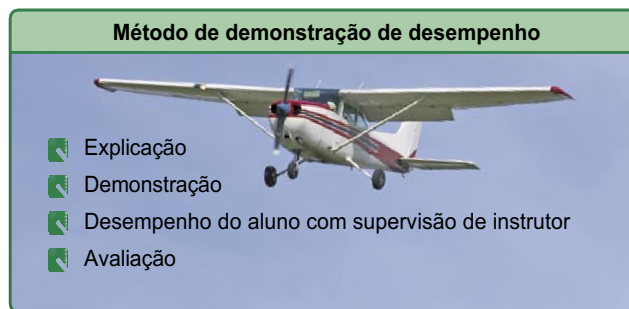 Método de demonstração de desempenho
Explicação
Demonstração
Desempenho do aluno com supervisão de instrutor
Avaliação